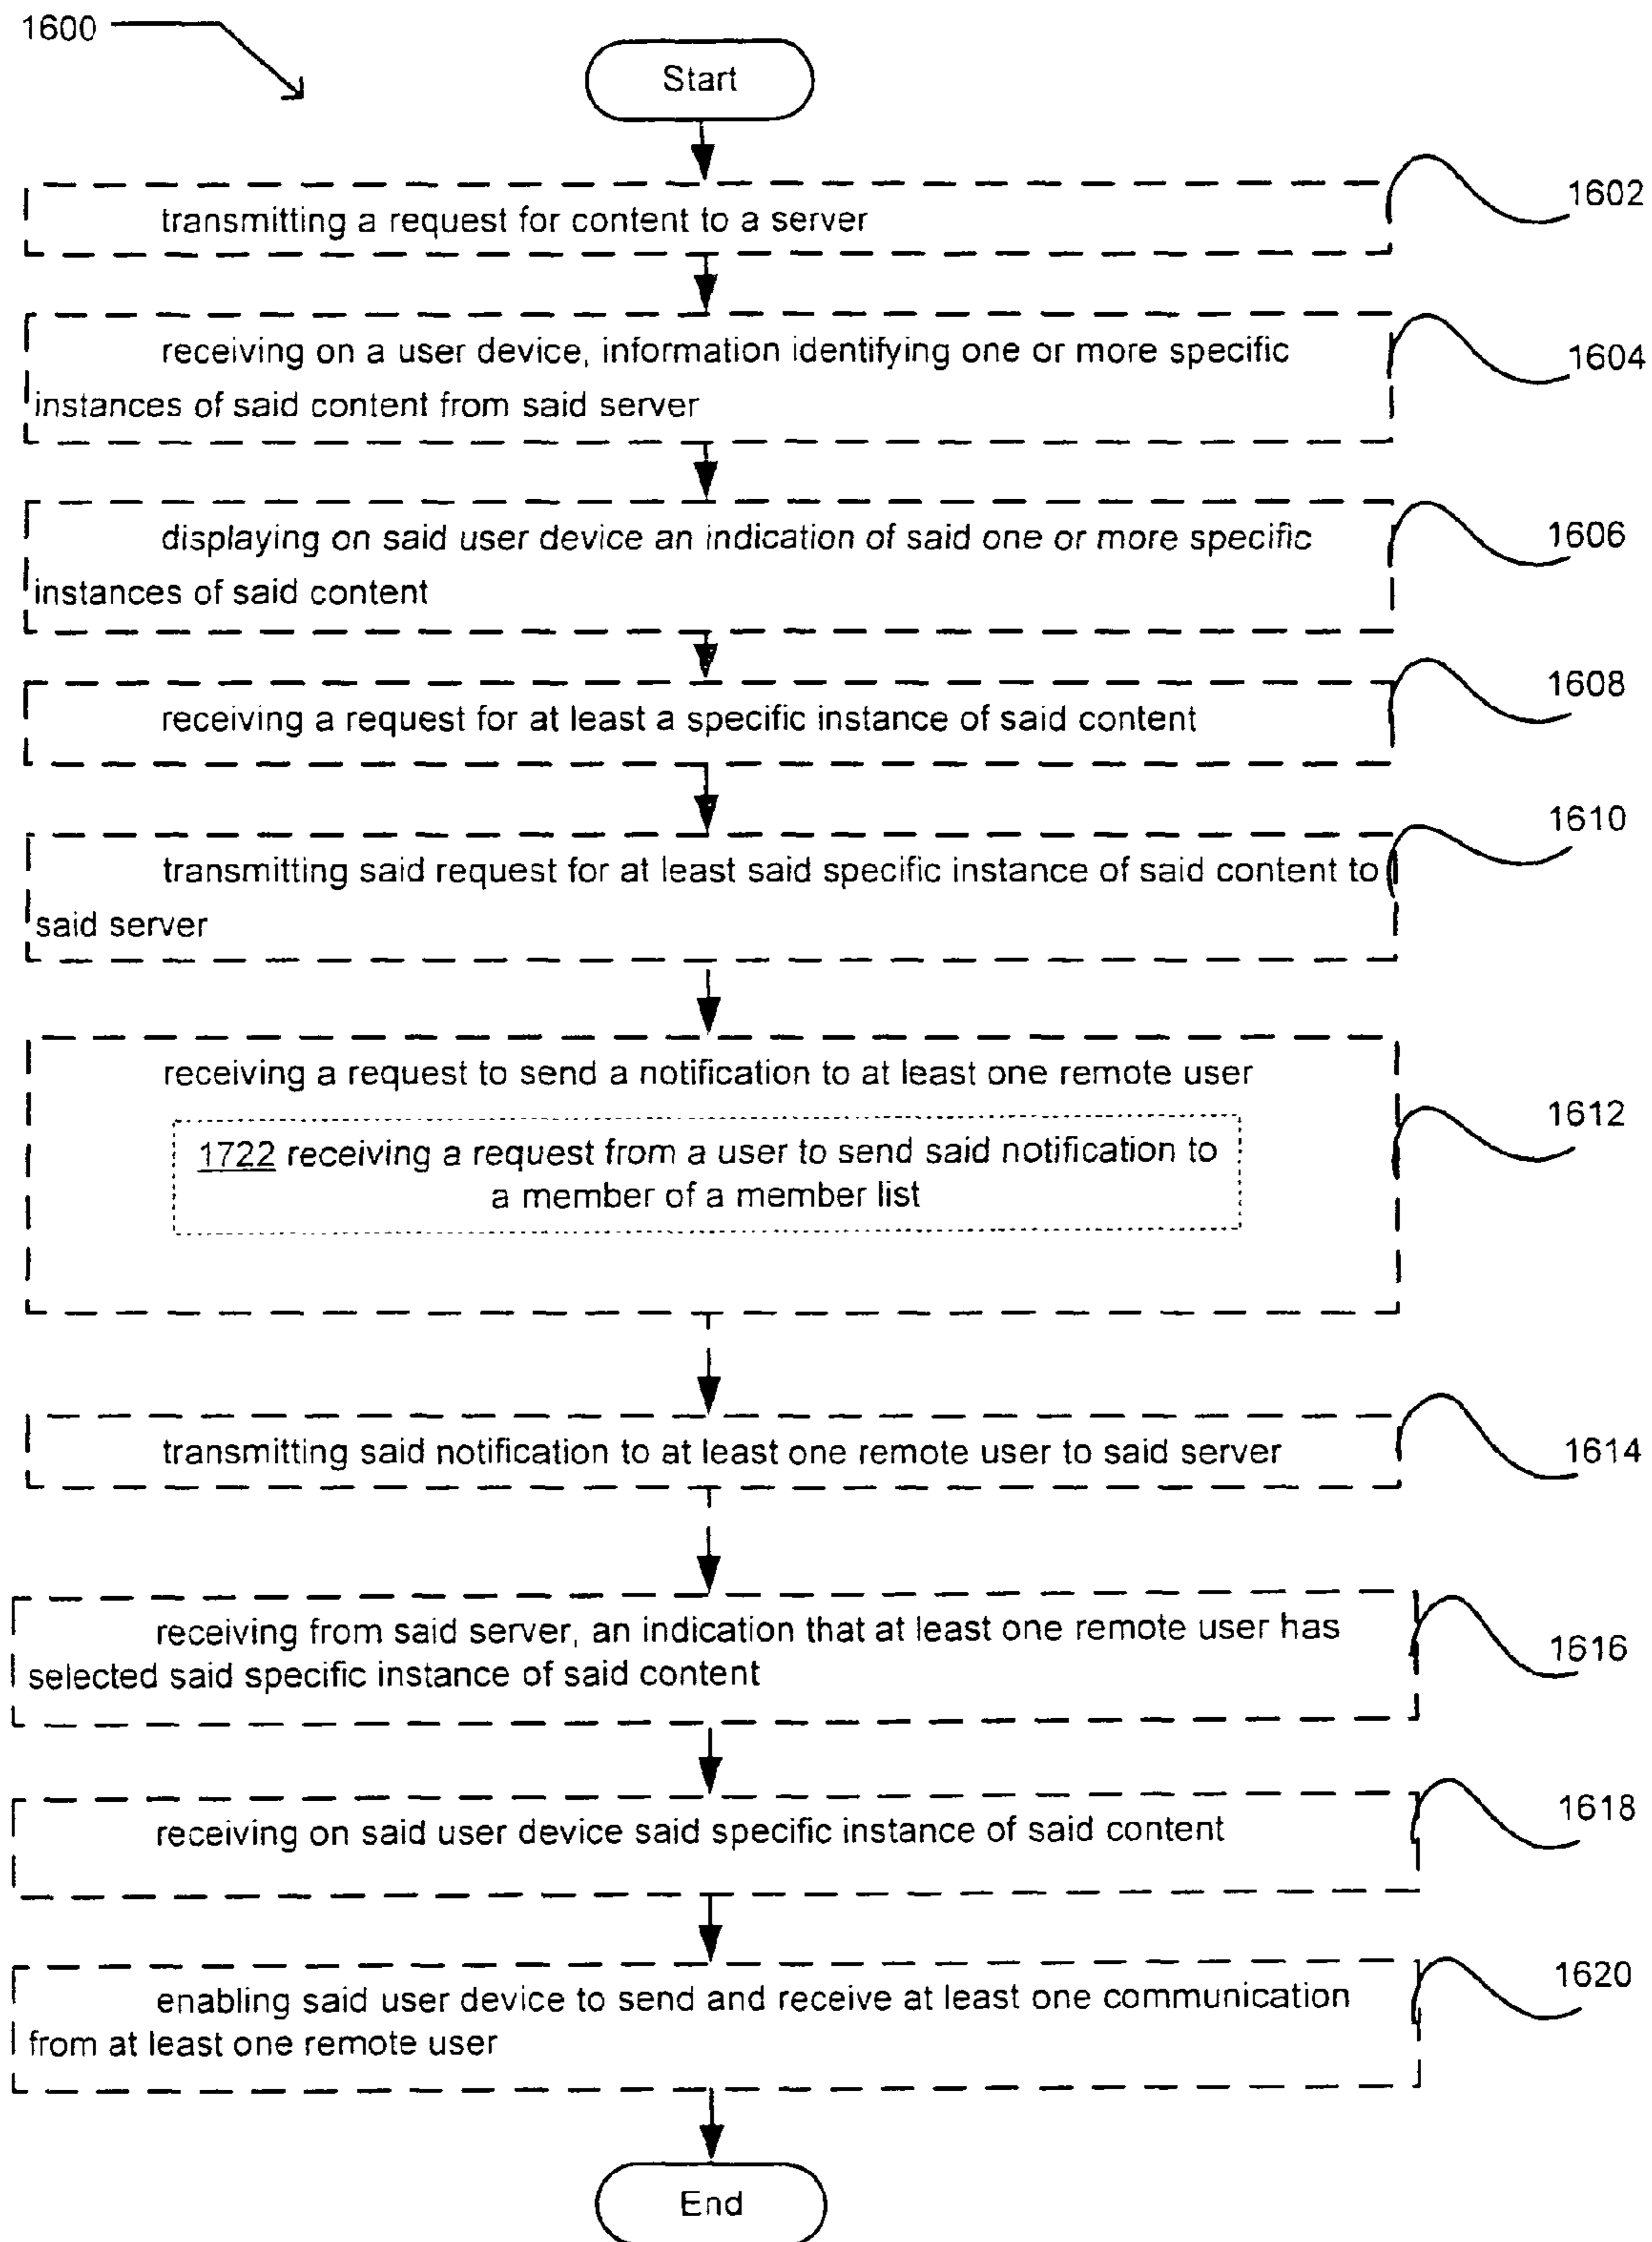 1600
Start
transmitting a request for content to a server
1602
receiving on a user device, information identifying one or more specific
instances of said content from said server
1604
displaying on said user device an indication of said one or more specific
instances of said content
1606
receiving a request for at least a specific instance of said content
1608
transmitting said request for at least said specific instance of said content to
said server
1610
receiving a request to send a notification to at least one remote user
1722 receiving a request from a user to send said notification to
a member of a member list
1612
transmitting said notification to at least one remote user to said server
1614
receiving from said server, an indication that at least one remote user has
selected said specific instance of said content
1616
receiving on said user device said specific instance of said content
1618
enabling said user device to send and receive at least one communication
from at least one remote user
1620
End